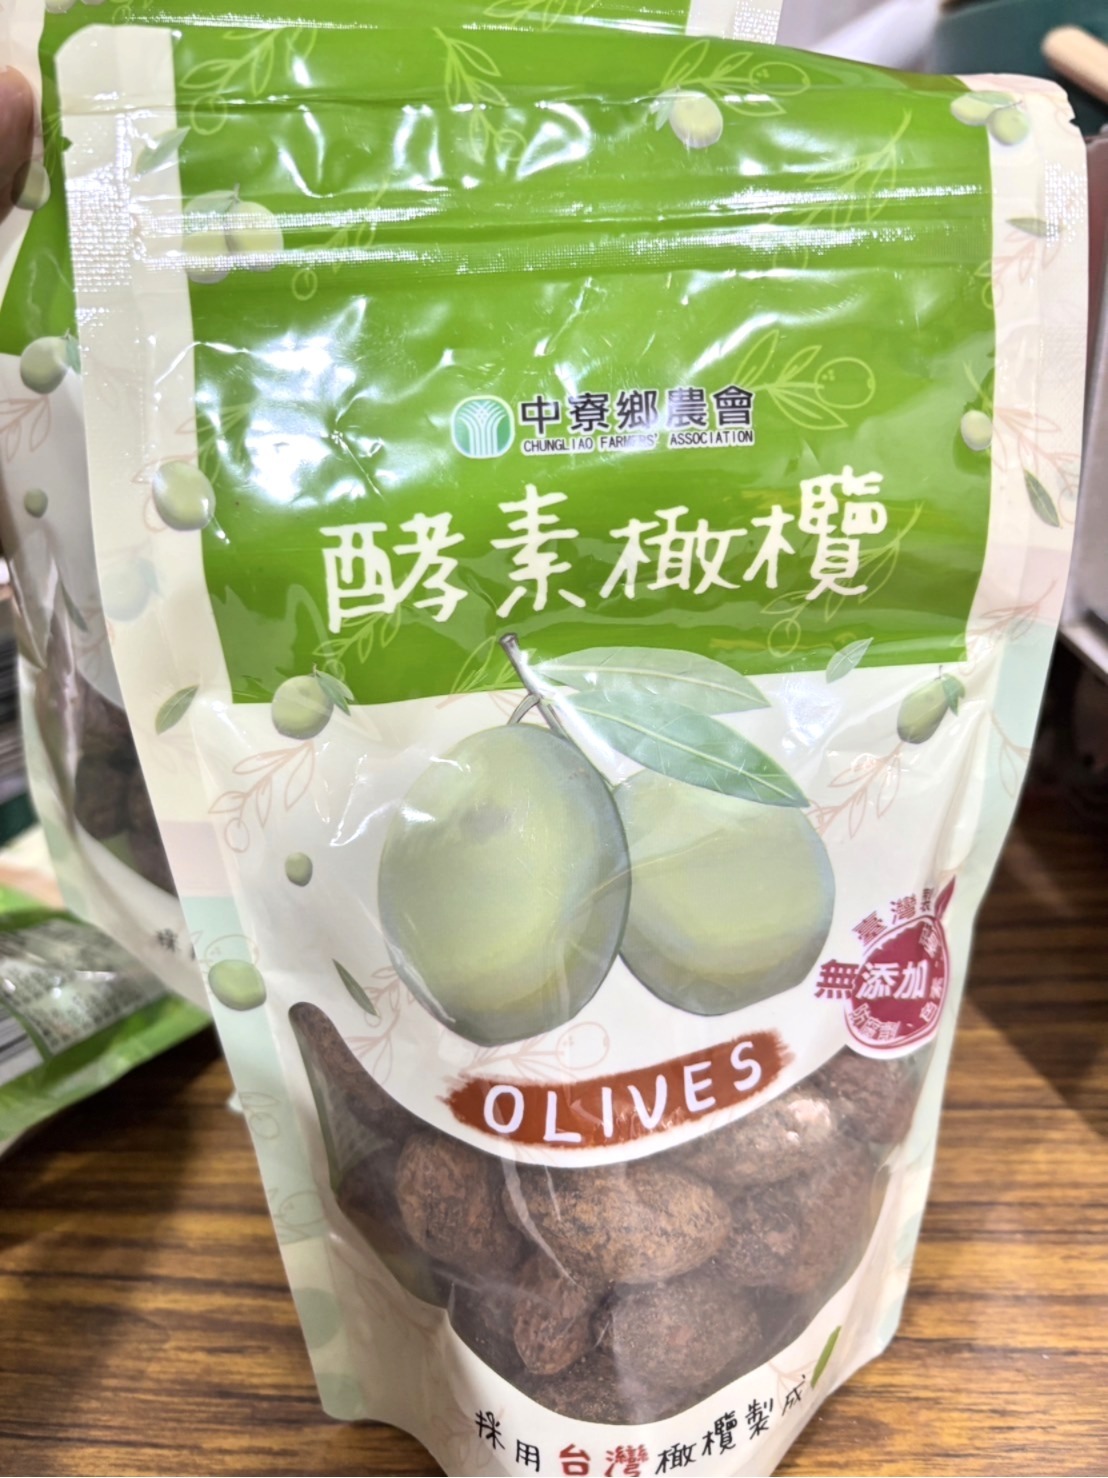 中寮鄉農會
CHUNGLIAO FARMERS' ASSOCIATION
酵素橄欖
臺灣製
無添加
OLIVES
採用台灣橄欖製成